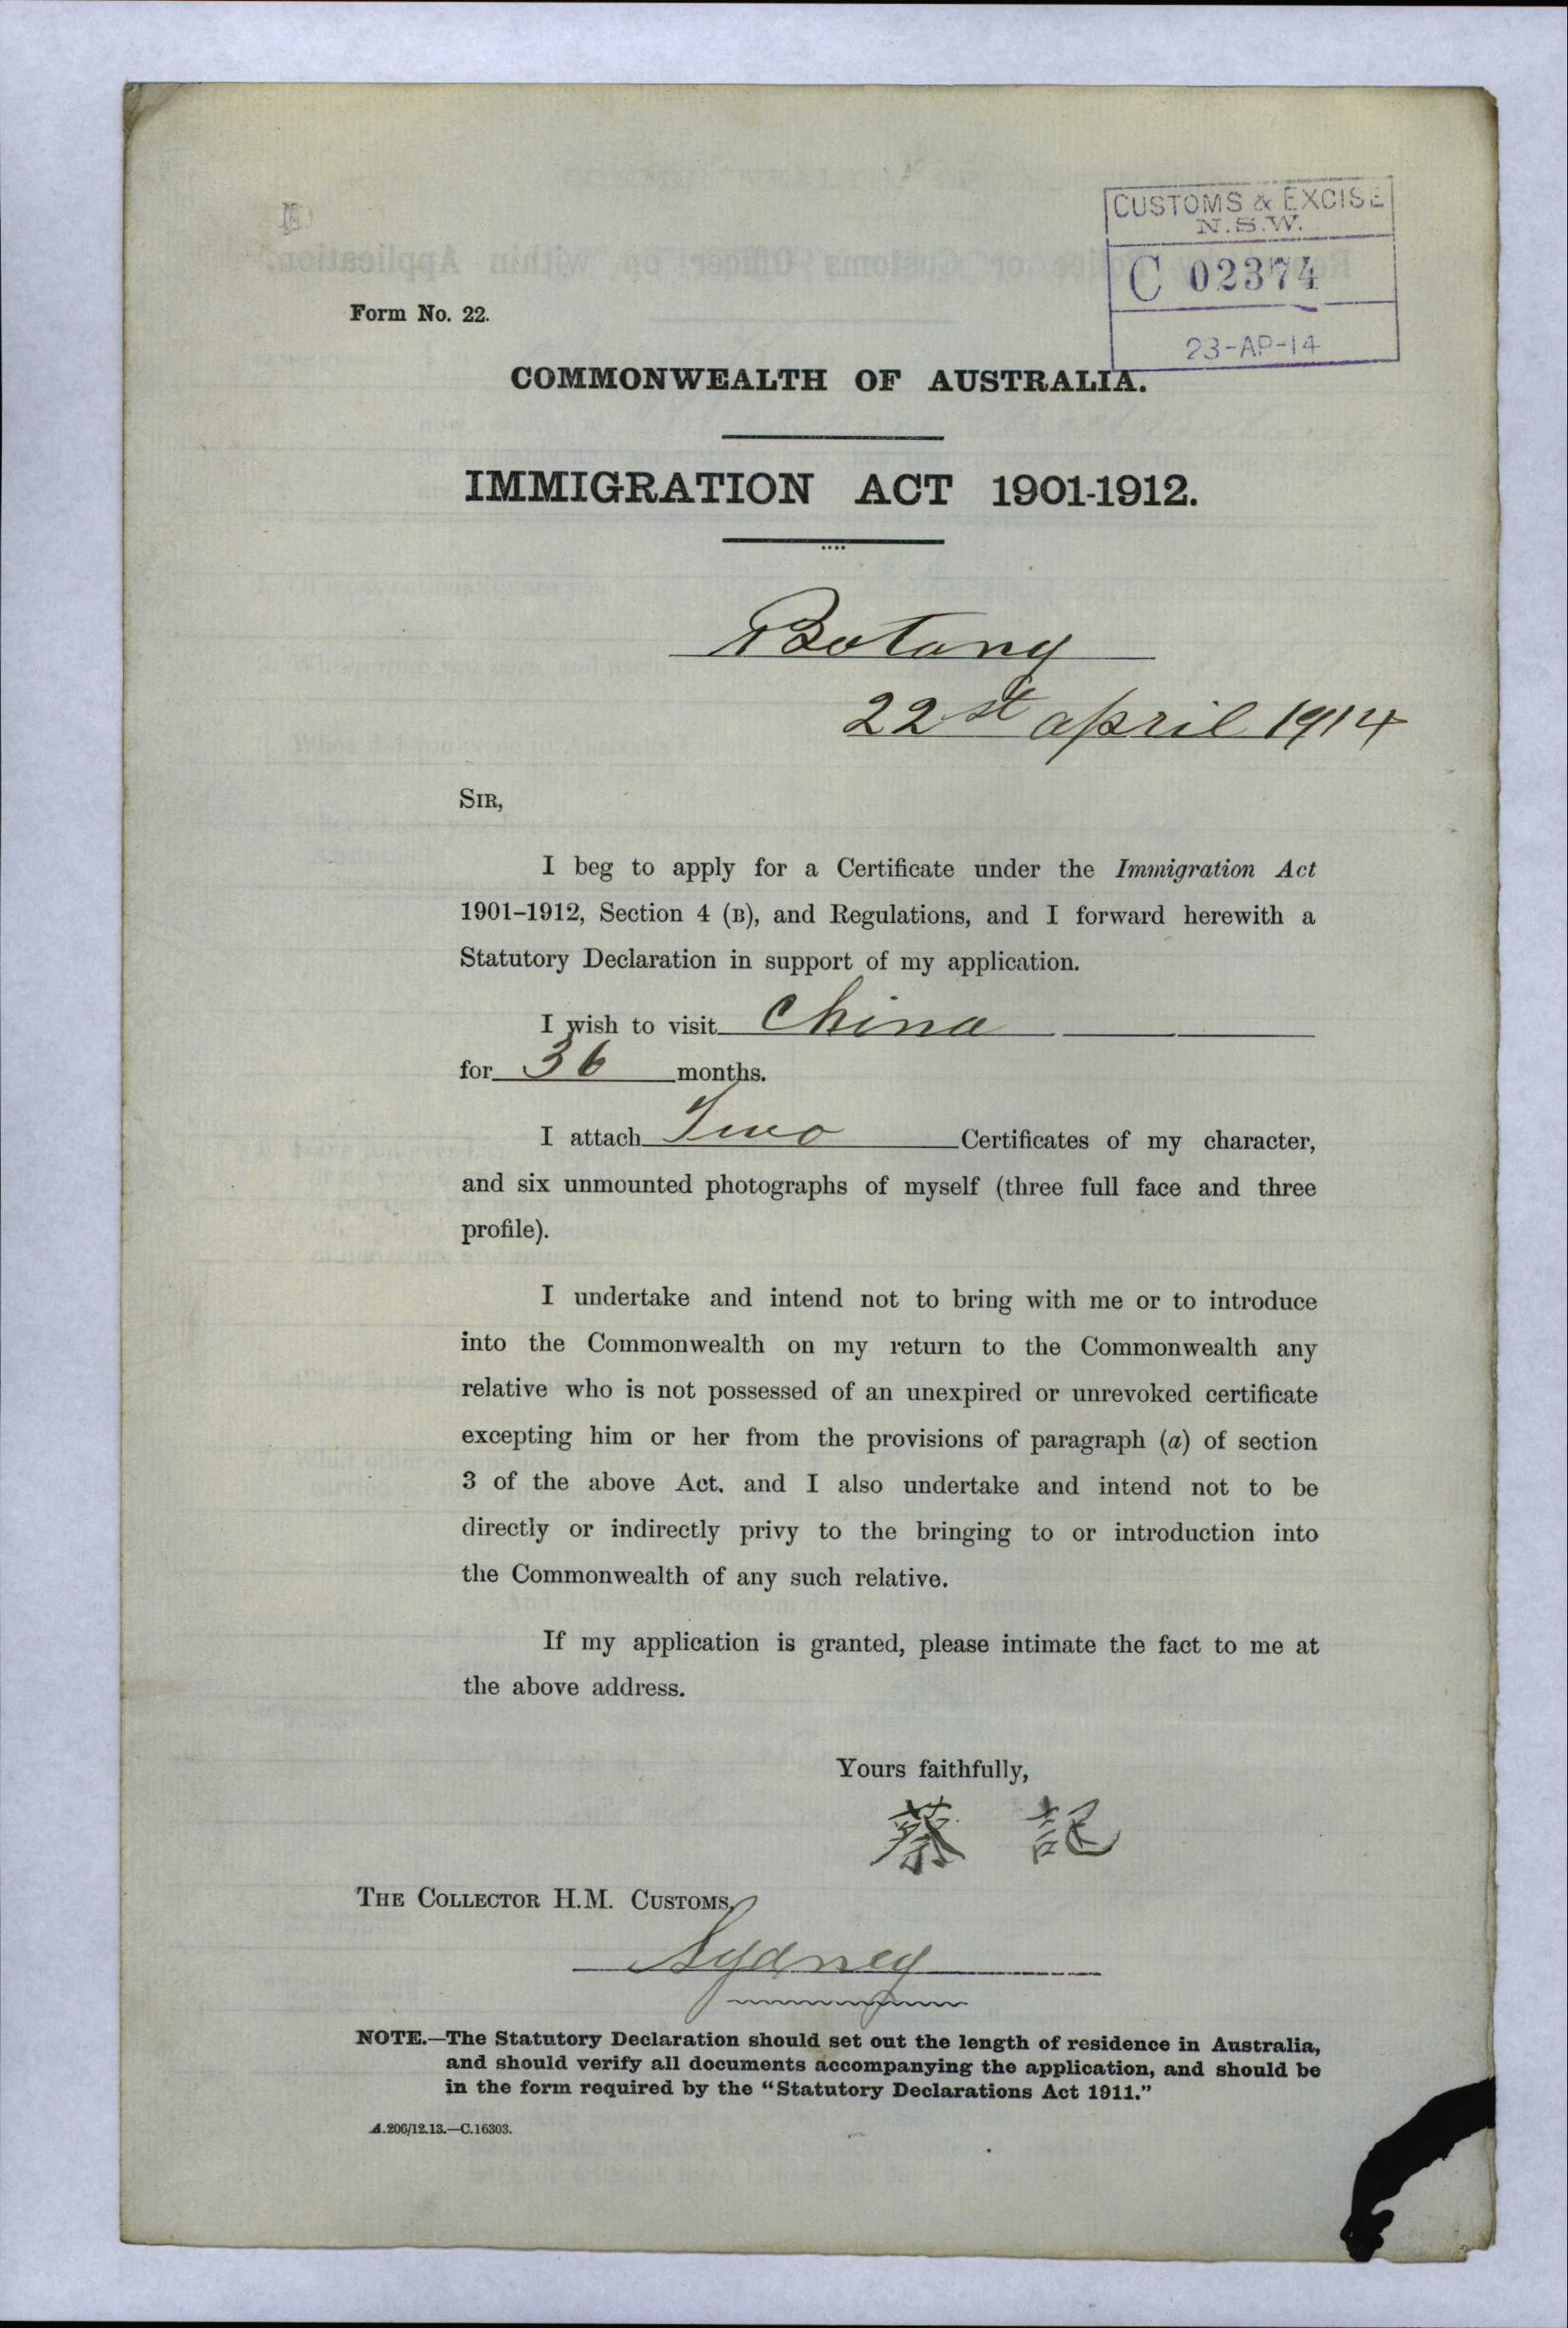 CUSTOMS & EXCISE
N.S.W.
C 02374
23-AP-14
Form No. 22.
COMMONWEALTH OF AUSTRALIA.
IMMIGRATION ACT 1901-1912.
Botany
22st april 1914
SIR,
I beg to apply for a Certificate under the Immigration Act
1901–1912, Section 4 (B), and Regulations, and I forward herewith a
Statutory Declaration in support of my application.
I wish to visit China
for 36 months.
I attach Two Certificates of my character,
and six unmounted photographs of myself (three full face and three
profile).
I undertake and intend not to bring with me or to introduce
into the Commonwealth on my return to the Commonwealth any
relative who is not possessed of an unexpired or unrevoked certificate
excepting him or her from the provisions of paragraph (a) of section
3 of the above Act. and I also undertake and intend not to be
directly or indirectly privy to the bringing to or introduction into
the Commonwealth of any such relative.
If my application is granted, please intimate the fact to me at
the above address.
Yours faithfully,
蔡 記
THE COLLECTOR H.M. CUSTOMS,
Sydney
NOTE.—The Statutory Declaration should set out the length of residence in Australia,
and should verify all documents accompanying the application, and should be
in the form required by the "Statutory Declarations Act 1911."
A.206/12.13.—C.16303.